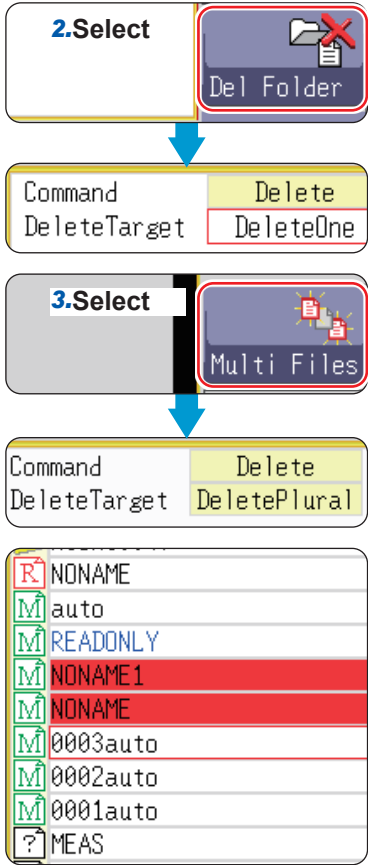 2.Select
Del Folder
Command Delete
DeleteTarget DeleteOne
3.Select
Multi Files
Command Delete
DeleteTarget DeletePlural
R NONAME
M auto
M READONLY
M NONAME1
M NONAME
M 0003auto
M 0002auto
M 0001auto
? MEAS